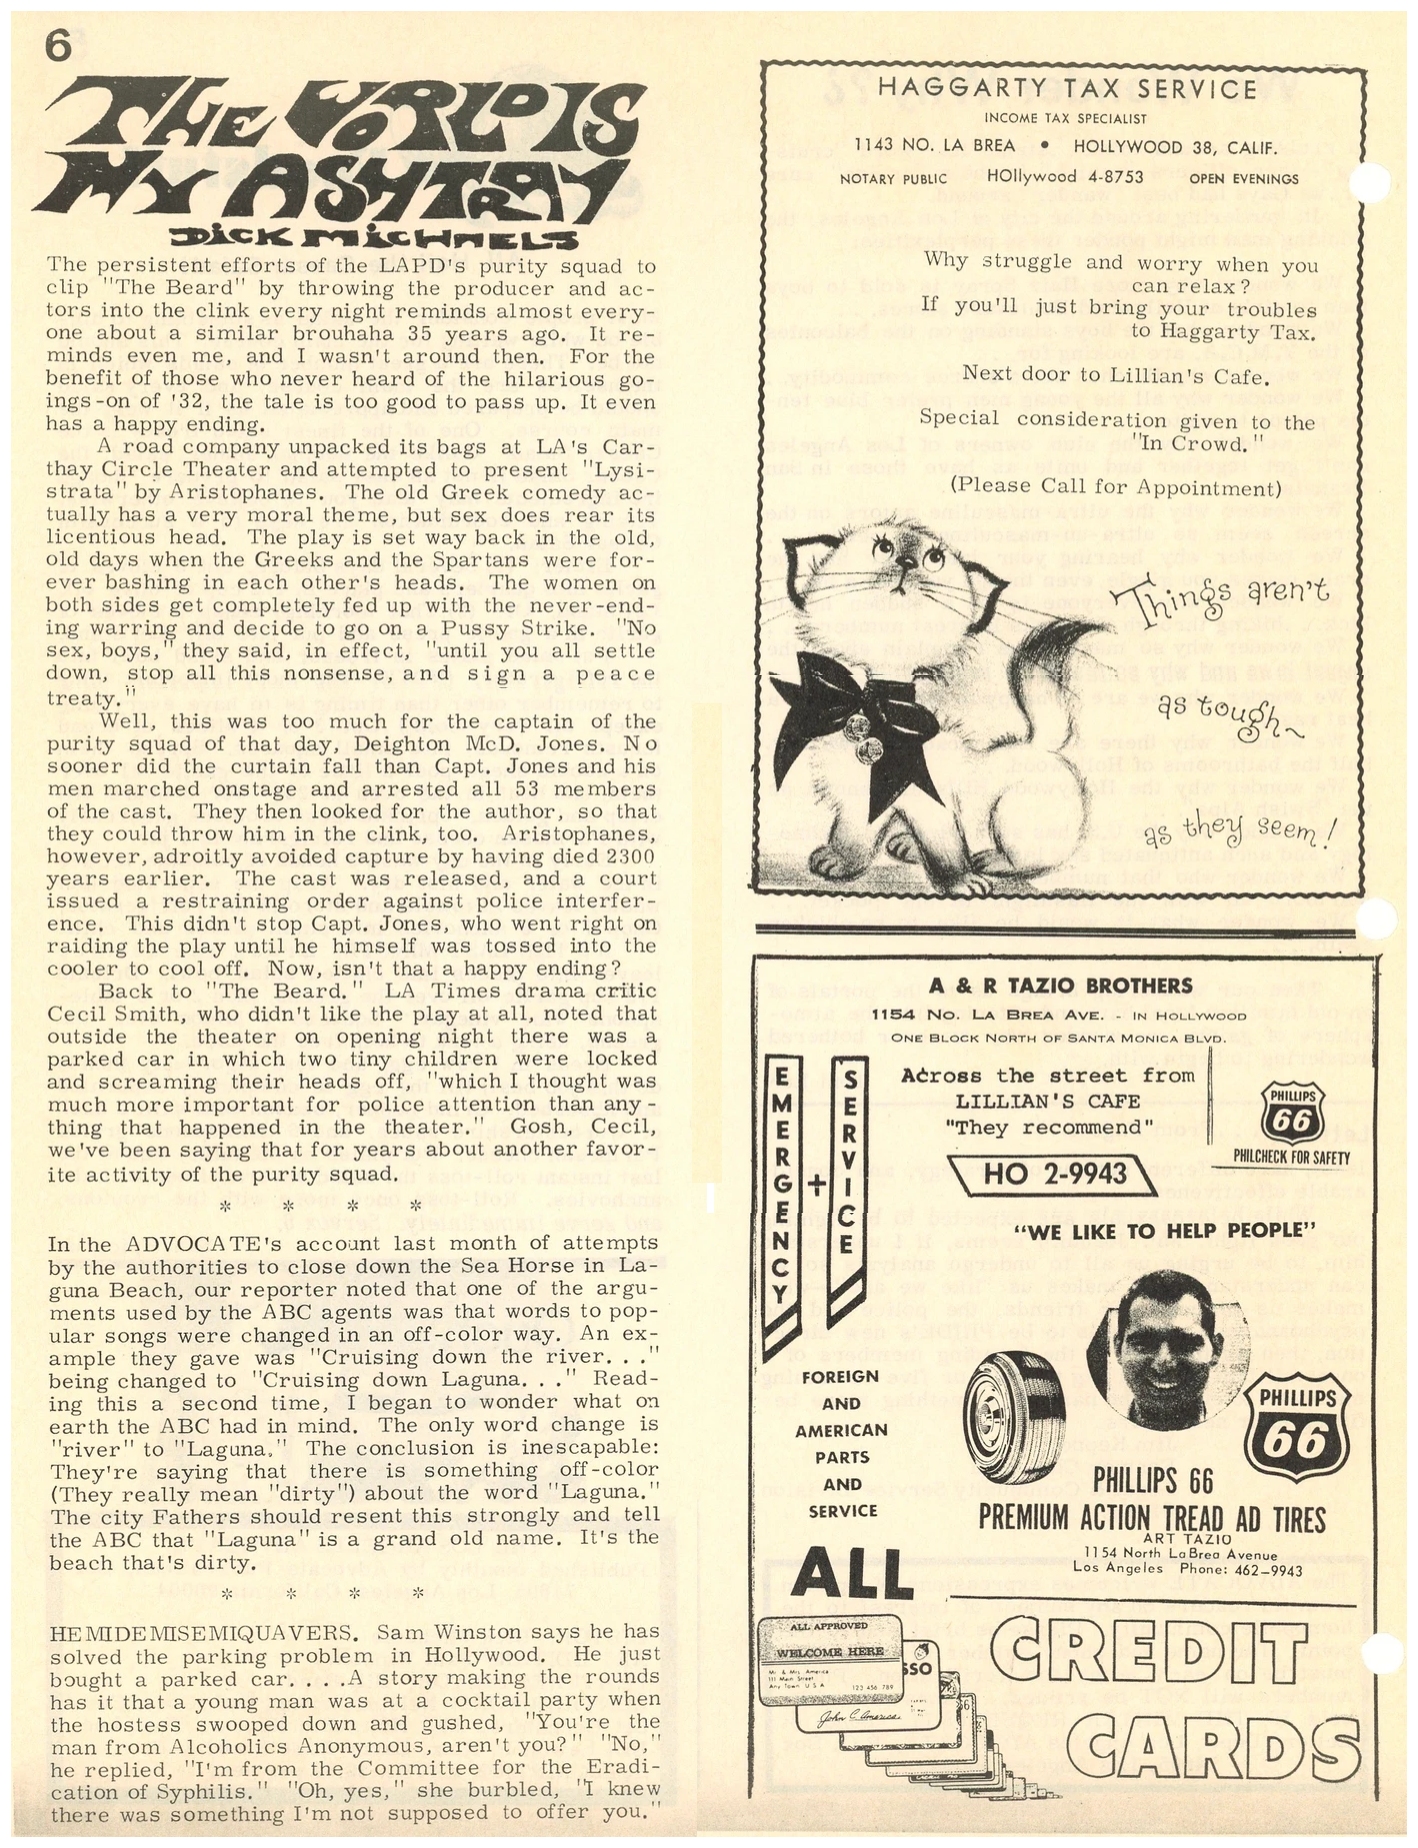 6
THE WORLD IS
MY ASHTRAY
DICK MICHAELS
The persistent efforts of the LAPD's purity squad to
clip "The Beard" by throwing the producer and ac-
tors into the clink every night reminds almost every-
one about a similar brouhaha 35 years ago. It re-
minds even me, and I wasn't around then. For the
benefit of those who never heard of the hilarious go-
ings-on of '32, the tale is too good to pass up. It even
has a happy ending.
A road company unpacked its bags at LA's Car-
thay Circle Theater and attempted to present "Lysi-
strata" by Aristophanes. The old Greek comedy ac-
tually has a very moral theme, but sex does rear its
licentious head. The play is set way back in the old,
old days when the Greeks and the Spartans were for-
ever bashing in each other's heads. The women on
both sides get completely fed up with the never-end-
ing warring and decide to go on a Pussy Strike. "No
sex, boys," they said, in effect, "until you all settle
down, stop all this nonsense, and sign a peace
treaty."
Well, this was too much for the captain of the
purity squad of that day, Deighton McD. Jones. No
sooner did the curtain fall than Capt. Jones and his
men marched onstage and arrested all 53 members
of the cast. They then looked for the author, so that
they could throw him in the clink, too. Aristophanes,
however, adroitly avoided capture by having died 2300
years earlier. The cast was released, and a court
issued a restraining order against police interfer-
ence. This didn't stop Capt. Jones, who went right on
raiding the play until he himself was tossed into the
cooler to cool off. Now, isn't that a happy ending?
Back to "The Beard." LA Times drama critic
Cecil Smith, who didn't like the play at all, noted that
outside the theater on opening night there was a
parked car in which two tiny children were locked
and screaming their heads off, "which I thought was
much more important for police attention than any-
thing that happened in the theater." Gosh, Cecil,
we've been saying that for years about another favor-
ite activity of the purity squad.
* * * *
In the ADVOCATE's account last month of attempts
by the authorities to close down the Sea Horse in La-
guna Beach, our reporter noted that one of the argu-
ments used by the ABC agents was that words to pop-
ular songs were changed in an off-color way. An ex-
ample they gave was "Cruising down the river. . ."
being changed to "Cruising down Laguna. . ." Read-
ing this a second time, I began to wonder what on
earth the ABC had in mind. The only word change is
"river" to "Laguna." The conclusion is inescapable:
They're saying that there is something off-color
(They really mean "dirty") about the word "Laguna."
The city Fathers should resent this strongly and tell
the ABC that "Laguna" is a grand old name. It's the
beach that's dirty.
* * * *
HEMIDEMISEMIQUAVERS. Sam Winston says he has
solved the parking problem in Hollywood. He just
bought a parked car. . . .A story making the rounds
has it that a young man was at a cocktail party when
the hostess swooped down and gushed, "You're the
man from Alcoholics Anonymous, aren't you?" "No,"
he replied, "I'm from the Committee for the Eradi-
cation of Syphilis." "Oh, yes," she burbled, "I knew
there was something I'm not supposed to offer you."
HAGGARTY TAX SERVICE
INCOME TAX SPECIALIST
1143 NO. LA BREA • HOLLYWOOD 38, CALIF.
NOTARY PUBLIC HOllywood 4-8753 OPEN EVENINGS
Why struggle and worry when you
can relax?
If you'll just bring your troubles
to Haggarty Tax.
Next door to Lillian's Cafe.
Special consideration given to the
"In Crowd."
(Please Call for Appointment)
Things aren't
as tough
as they seem!
A & R TAZIO BROTHERS
1154 NO. LA BREA AVE. - IN HOLLYWOOD
ONE BLOCK NORTH OF SANTA MONICA BLVD.
EMERGENCY + SERVICE
Across the street from
LILLIAN'S CAFE
"They recommend"
HO 2-9943
PHILLIPS
66
PHILCHECK FOR SAFETY
"WE LIKE TO HELP PEOPLE"
FOREIGN
AND
AMERICAN
PARTS
AND
SERVICE
PHILLIPS
66
PHILLIPS 66
PREMIUM ACTION TREAD AD TIRES
ART TAZIO
1154 North LaBrea Avenue
Los Angeles Phone: 462-9943
ALL
CREDIT
CARDS
ALL APPROVED
WELCOME HERE
Mr. & Mrs. America
111 Main Street
Any Town U S A 123 456 789
SSO
John C. America